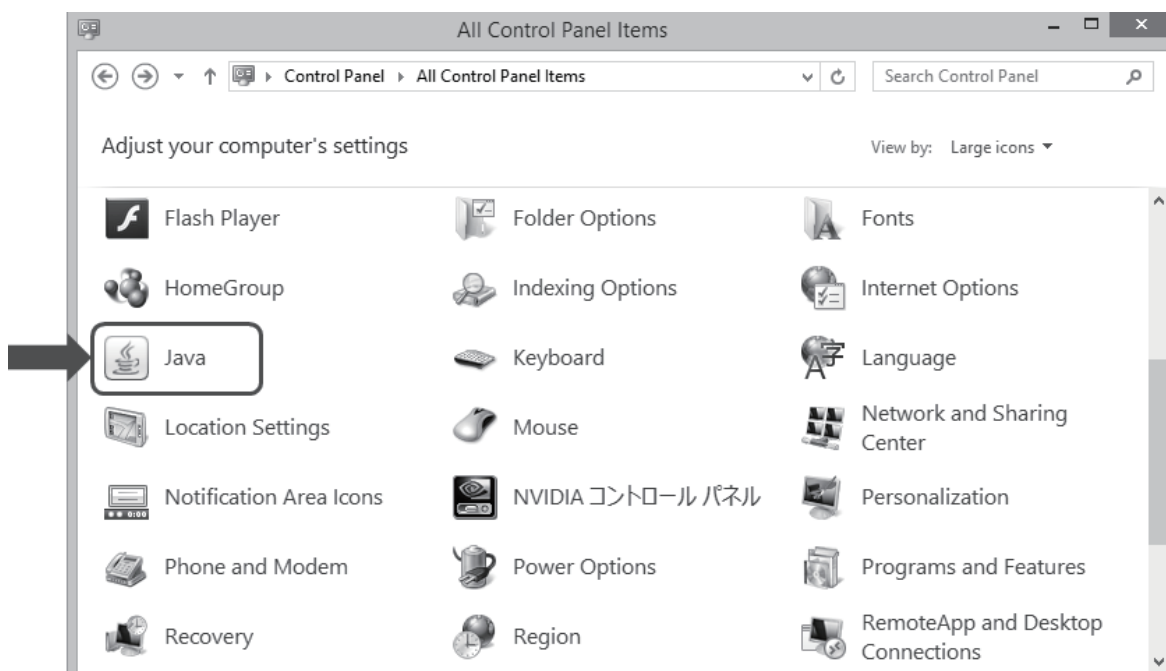 All Control Panel Items
Control Panel All Control Panel Items
Search Control Panel
Adjust your computer's settings
View by: Large icons
Flash Player
Folder Options
Fonts
HomeGroup
Indexing Options
Internet Options
Java
Keyboard
Language
Location Settings
Mouse
Network and Sharing
Center
Notification Area Icons
NVIDIA コントロール パネル
Personalization
Phone and Modem
Power Options
Programs and Features
Recovery
Region
RemoteApp and Desktop
Connections